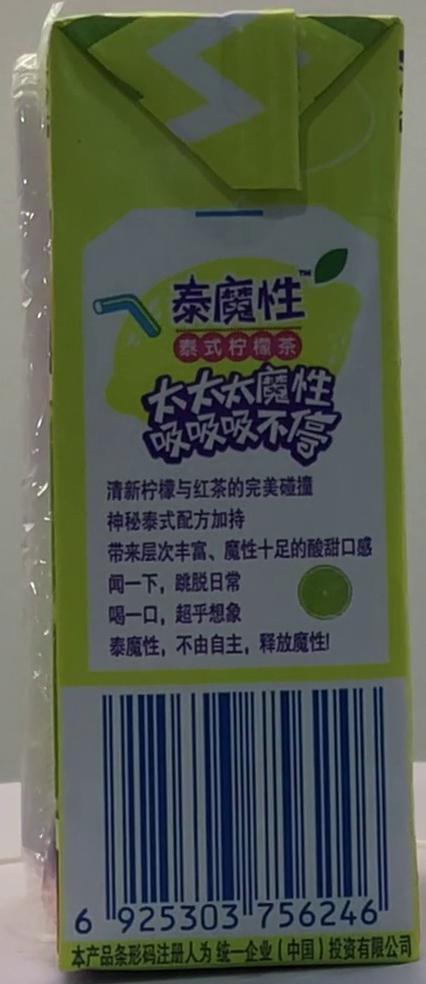 泰魔性™
泰式柠檬茶
太太太魔性
吸吸吸不停
清新柠檬与红茶的完美碰撞
神秘泰式配方加持
带来层次丰富、魔性十足的酸甜口感
闻一下，跳脱日常
喝一口，超乎想象
泰魔性，不由自主，释放魔性!
6 925303 756246
本产品条形码注册人为 统一企业（中国）投资有限公司